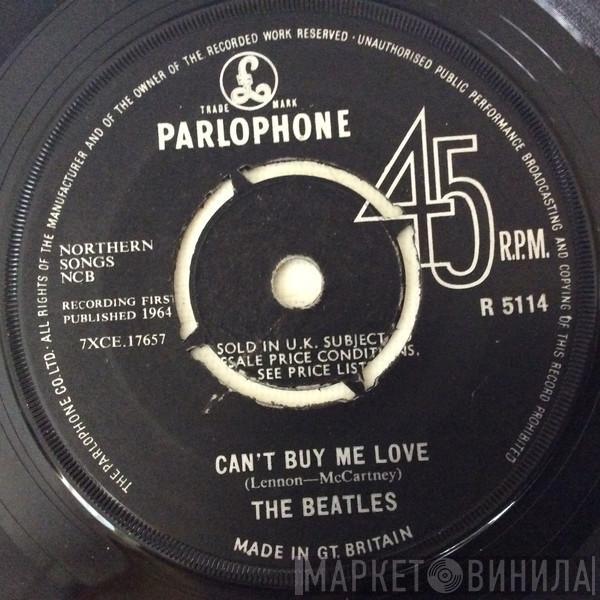 THE PARLOPHONE CO. LTD. ALL RIGHTS OF THE MANUFACTURER AND OF THE OWNER OF THE RECORDED WORK RESERVED · UNAUTHORISED PUBLIC PERFORMANCE BROADCASTING AND COPYING OF THIS RECORD PROHIBITED
£
TRADE MARK
PARLOPHONE
45
R.P.M.
NORTHERN
SONGS
NCB
RECORDING FIRST
PUBLISHED 1964
7XCE.17657
R 5114
SOLD IN U.K. SUBJECT
PRICE CONDITIONS.
SEE PRICE LIST
CAN'T BUY ME LOVE
(Lennon—McCartney)
THE BEATLES
MADE IN GT. BRITAIN
МАРКЕТ ВИНИЛА